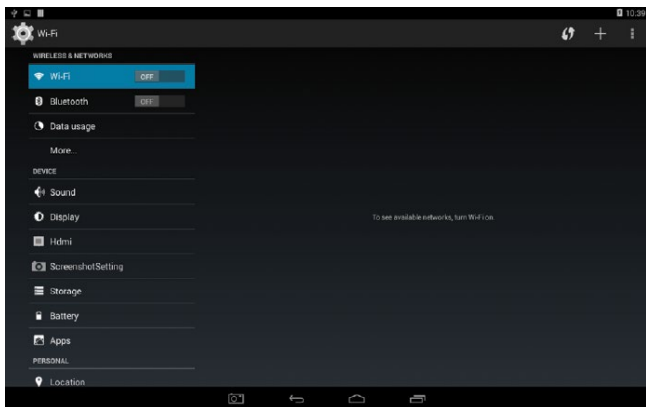 10:39
Wi-Fi
WIRELESS & NETWORKS
Wi-Fi OFF
Bluetooth OFF
Data usage
More...
DEVICE
Sound
Display
Hdmi
ScreenshotSetting
Storage
Battery
Apps
PERSONAL
Location
To see available networks, turn Wi-Fi on.